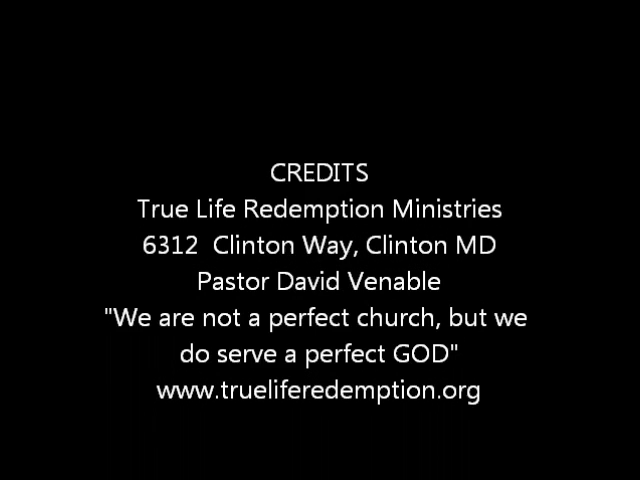 CREDITS
True Life Redemption Ministries
6312  Clinton Way, Clinton MD
Pastor David Venable
"We are not a perfect church, but we
do serve a perfect GOD"
www.trueliferedemption.org